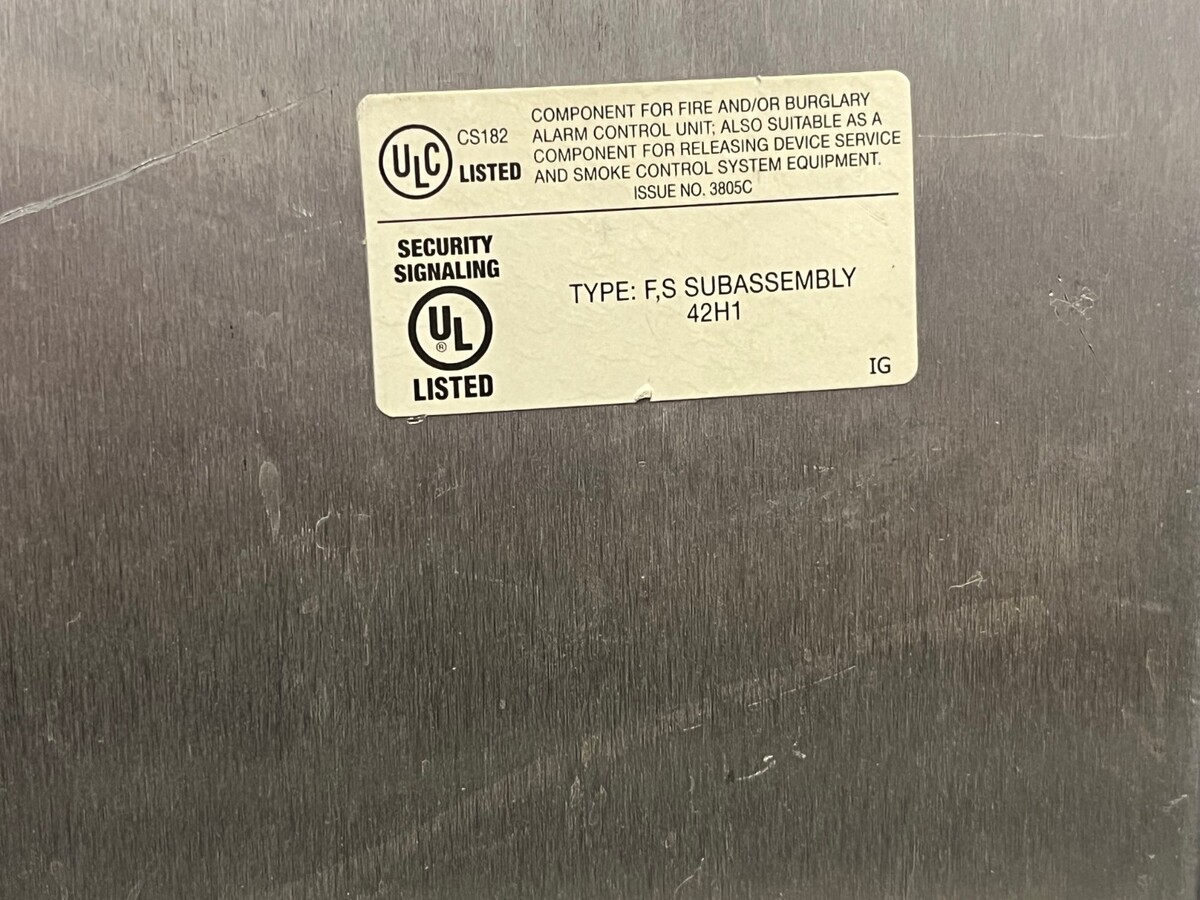 ULC CS182 LISTED
COMPONENT FOR FIRE AND/OR BURGLARY
ALARM CONTROL UNIT; ALSO SUITABLE AS A
COMPONENT FOR RELEASING DEVICE SERVICE
AND SMOKE CONTROL SYSTEM EQUIPMENT.
ISSUE NO. 3805C
SECURITY
SIGNALING
UL ®
LISTED
TYPE: F,S SUBASSEMBLY
42H1
IG